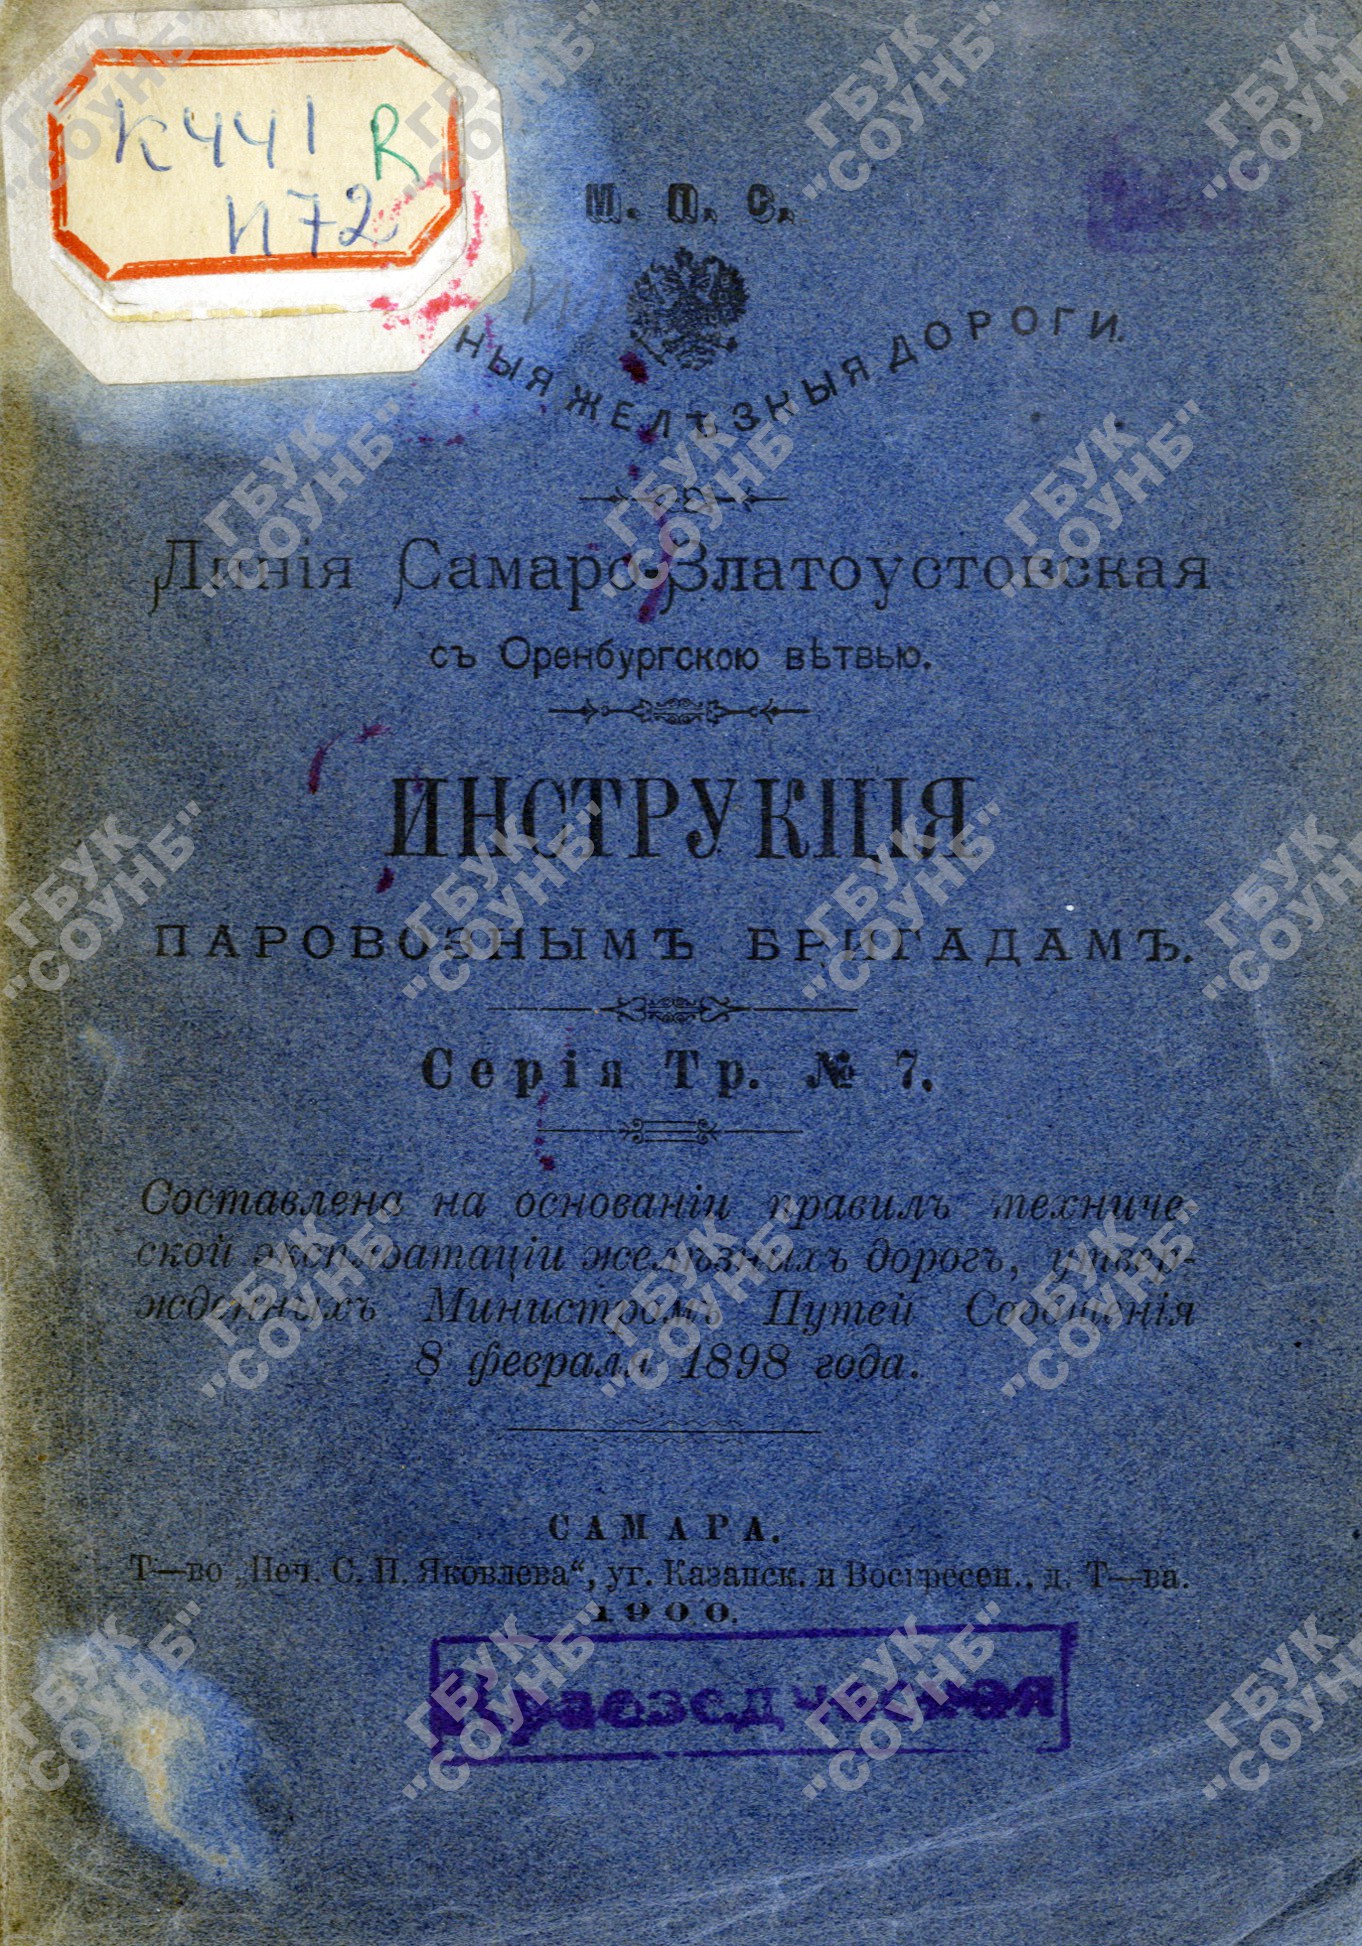 К441 R
И72
М. П. С.
НЫЯ ЖЕЛѢЗНЫЯ ДОРОГИ.
Линія Самаро-Златоустовская
съ Оренбургскою вѣтвью.
ИНСТРУКЦІЯ
ПАРОВОЗНЫМЪ БРИГАДАМЪ.
Серія Тр. № 7.
Составлена на основаніи правилъ техниче
ской эксплоатаціи желѣзныхъ дорогъ, утвер-
жденныхъ Министромъ Путей Сообщенія
8 февраля 1898 года.
САМАРА.
Т—во „Печ. С. П. Яковлева“, уг. Казанск. и Воскресен., д. Т—ва.
1900.
Краеведческая
ГБУК
"СОУНБ"